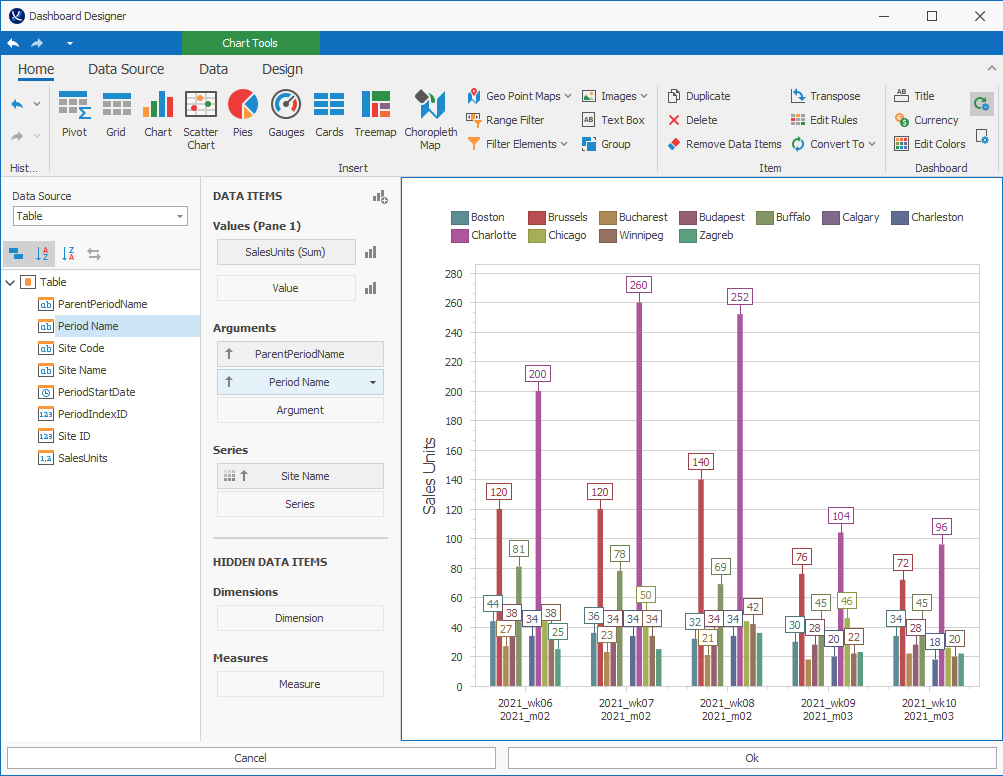 Dashboard Designer
Chart Tools
Home Data Source Data Design
Pivot Grid Chart Scatter Chart Pies Gauges Cards Treemap Choropleth Map
Geo Point Maps
Range Filter
Filter Elements
Images
Text Box
Group
Duplicate
Delete
Remove Data Items
Transpose
Edit Rules
Convert To
Title
Currency
Edit Colors
Hist... Insert Item Dashboard
Data Source
Table
Table
ParentPeriodName
Period Name
Site Code
Site Name
PeriodStartDate
PeriodIndexID
Site ID
SalesUnits
DATA ITEMS
Values (Pane 1)
SalesUnits (Sum)
Value
Arguments
ParentPeriodName
Period Name
Argument
Series
Site Name
Series
HIDDEN DATA ITEMS
Dimensions
Dimension
Measures
Measure
Boston Brussels Bucharest Budapest Buffalo Calgary Charleston
Charlotte Chicago Winnipeg Zagreb
Sales Units
280
260
240
220
200
180
160
140
120
100
80
60
40
20
0
44 120 27 38 81 34 200 38 25
36 120 23 34 78 34 260 50 34
32 140 21 34 69 34 252 42
30 76 28 45 20 104 46 22
34 72 28 45 18 96 20
2021_wk06 2021_wk07 2021_wk08 2021_wk09 2021_wk10
2021_m02 2021_m02 2021_m02 2021_m03 2021_m03
Cancel Ok